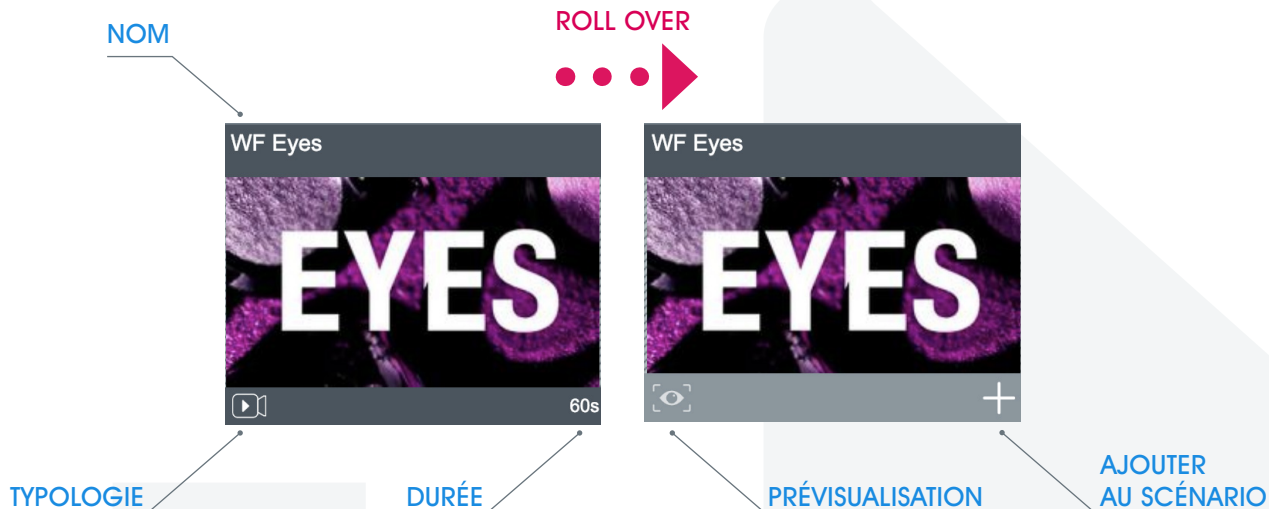 ROLL OVER
NOM
WF Eyes
WF Eyes
EYES
EYES
60s
TYPOLOGIE
DURÉE
PRÉVISUALISATION
AJOUTER
AU SCÉNARIO